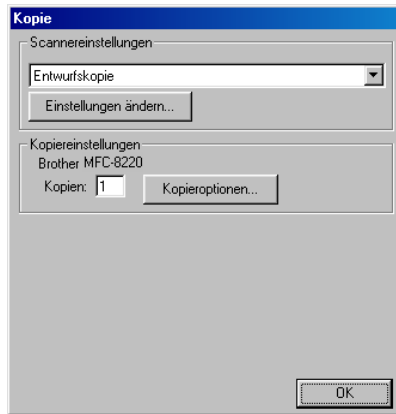 Kopie
Scannereinstellungen
Entwurfskopie
Einstellungen ändern...
Kopiereinstellungen
Brother MFC-8220
Kopien: 1 Kopieroptionen...
OK